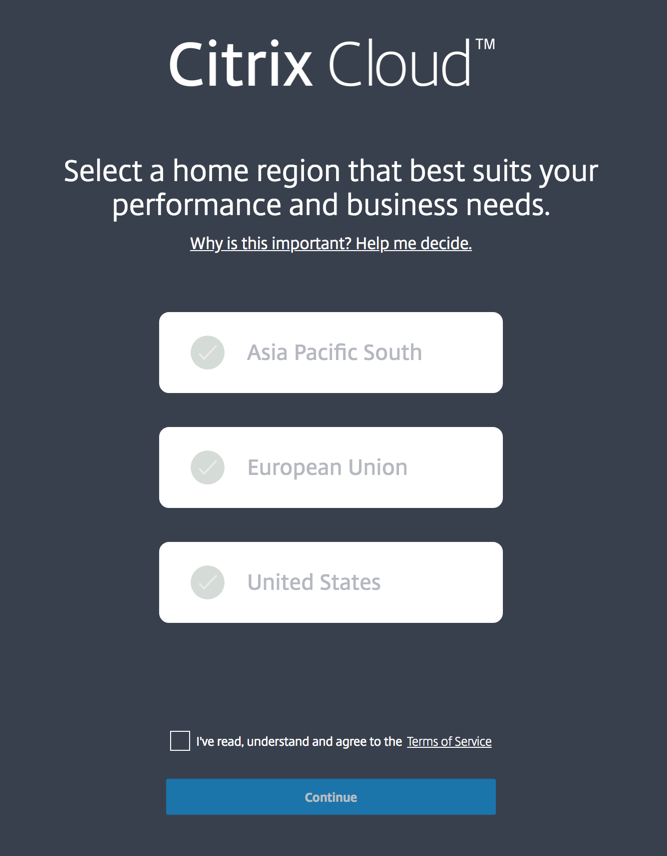 Citrix Cloud™
Select a home region that best suits your
performance and business needs.
Why is this important? Help me decide.
Asia Pacific South
European Union
United States
I've read, understand and agree to the Terms of Service
Continue